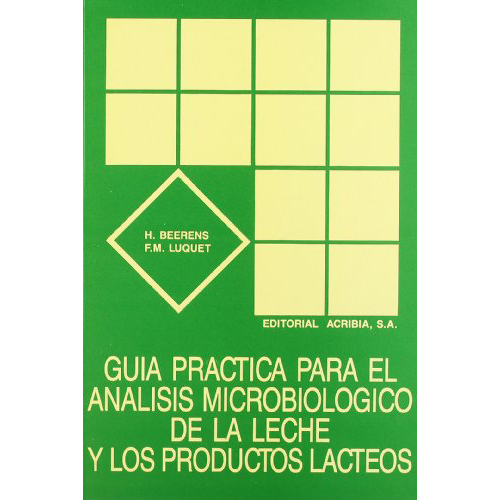 H. BEERENS
F.M. LUQUET
EDITORIAL ACRIBIA, S.A.
GUIA PRACTICA PARA EL
ANALISIS MICROBIOLOGICO
DE LA LECHE
Y LOS PRODUCTOS LACTEOS